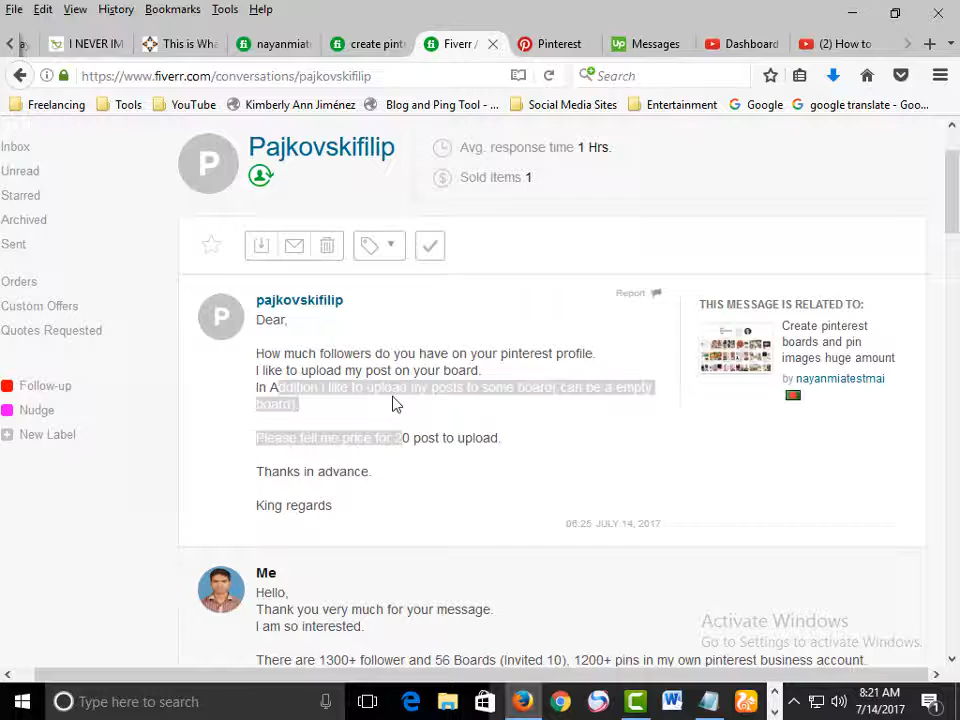 File Edit View History Bookmarks Tools Help
I NEVER IM
This is Wha
nayanmiat
create pint
Fiverr /
Pinterest
Messages
Dashboard
(2) How to
https://www.fiverr.com/conversations/pajkovskifilip
Search
Freelancing
Tools
YouTube
Kimberly Ann Jiménez
Blog and Ping Tool - ...
Social Media Sites
Entertainment
Google
google translate - Goo...
Inbox
Unread
Starred
Archived
Sent
Orders
Custom Offers
Quotes Requested
Follow-up
Nudge
New Label
P
Pajkovskifilip
Avg. response time 1 Hrs.
Sold items 1
P
pajkovskifilip
Report
Dear,
How much followers do you have on your pinterest profile.
I like to upload my post on your board.
In Addition i like to upload my posts to some board( can be a empty
board).
Please tell me price for 20 post to upload.
Thanks in advance.
King regards
06:25 JULY 14, 2017
THIS MESSAGE IS RELATED TO:
Create pinterest
boards and pin
images huge amount
by nayanmiatestmai
Me
Hello,
Thank you very much for your message.
I am so interested.
There are 1300+ follower and 56 Boards (Invited 10), 1200+ pins in my own pinterest business account.
Activate Windows
Go to Settings to activate Windows.
Type here to search
8:21 AM
7/14/2017